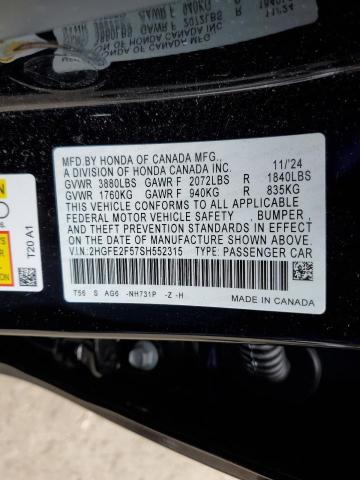 MFD BY HONDA OF CANADA MFG., 11/'24
A DIVISION OF HONDA CANADA INC.
GVWR 3880LBS GAWR F 2072LBS R 1840LBS
GVWR 1760KG GAWR F 940KG R 835KG
THIS VEHICLE CONFORMS TO ALL APPLICABLE
FEDERAL MOTOR VEHICLE SAFETY , BUMPER ,
AND THEFT PREVENTION STANDARDS IN EFFECT ON
THE DATE OF MANUFACTURE SHOWN ABOVE.
V.I.N: 2HGFE2F57SH552315 TYPE: PASSENGER CAR
T56 S AG6 -NH731P -Z -H
MADE IN CANADA
T20 A1